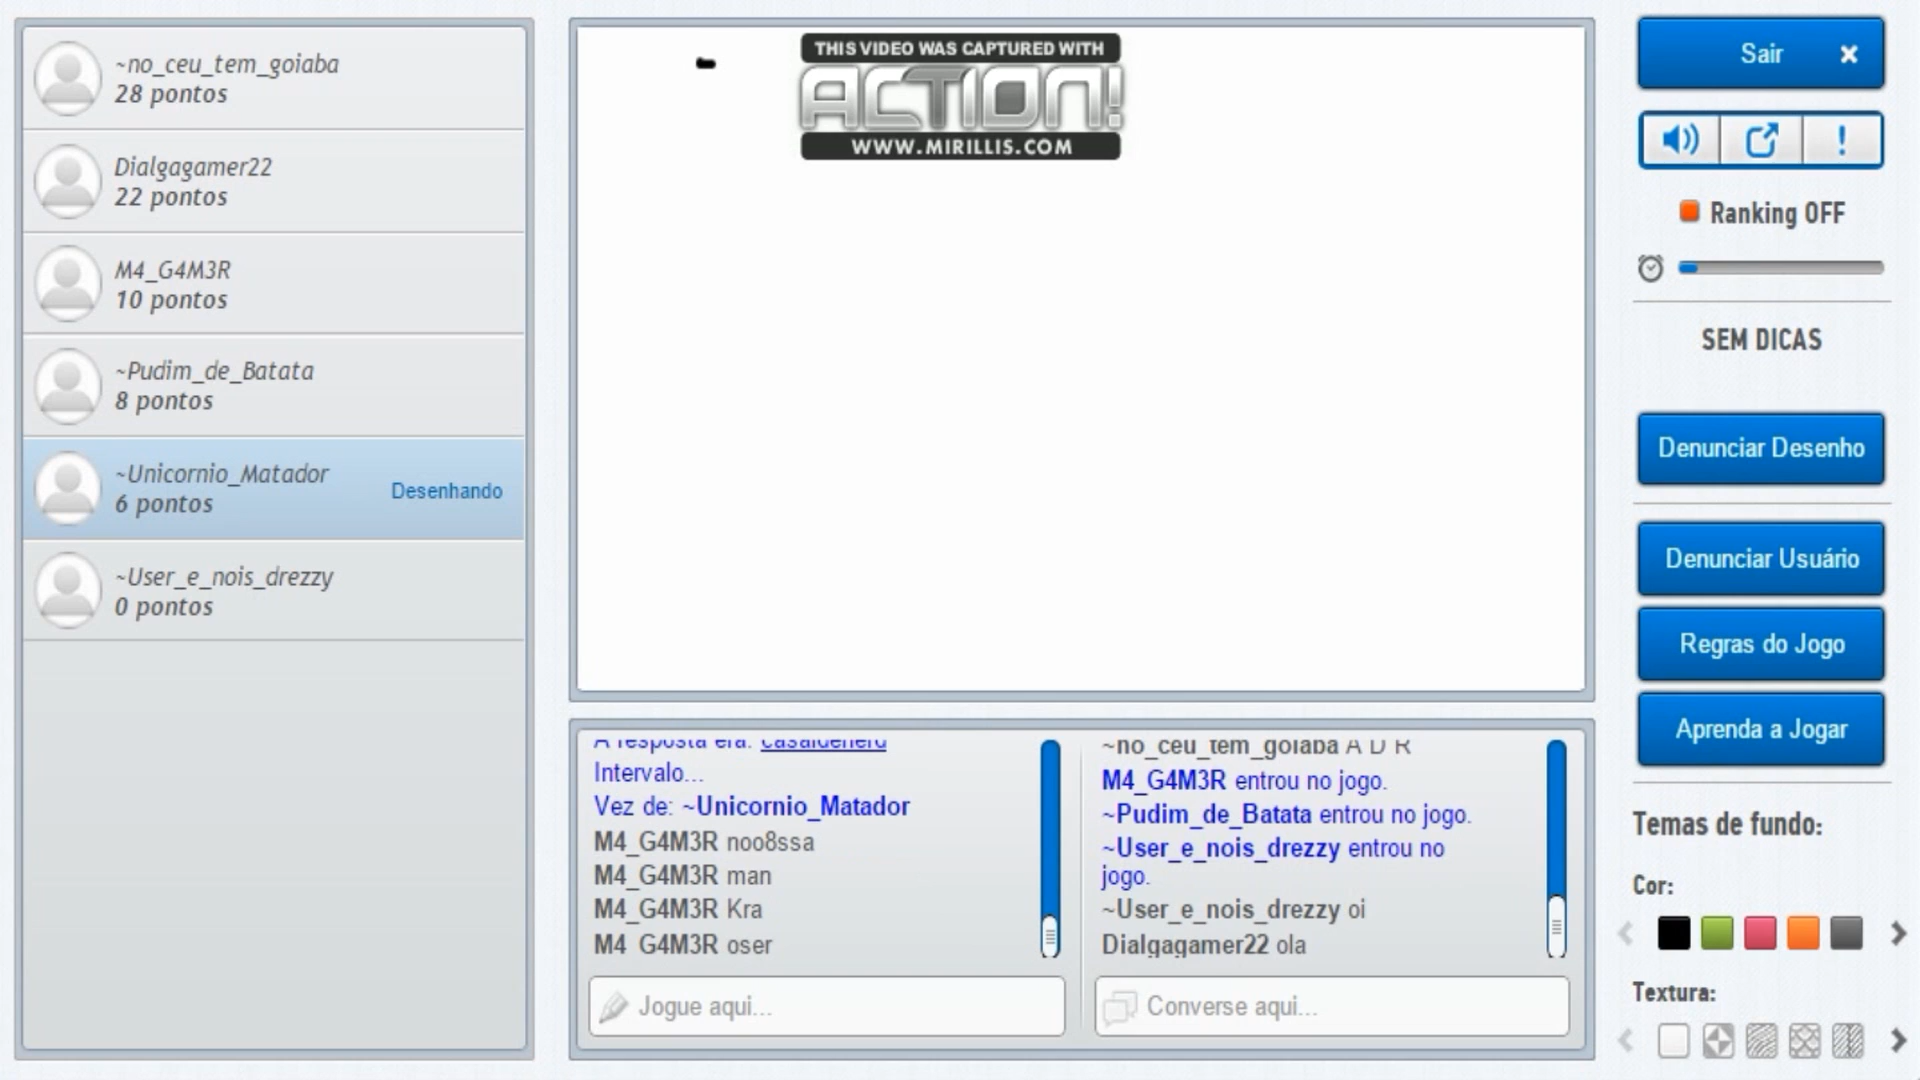 ~no_ceu_tem_goiaba
28 pontos
Dialgagamer22
22 pontos
M4_G4M3R
10 pontos
~Pudim_de_Batata
8 pontos
~Unicornio_Matador
6 pontos
Desenhando
~User_e_nois_drezzy
0 pontos
THIS VIDEO WAS CAPTURED WITH
ACTION!
WWW.MIRILLIS.COM
A resposta era: casaldenerd
Intervalo...
Vez de: ~Unicornio_Matador
M4_G4M3R noo8ssa
M4_G4M3R man
M4_G4M3R Kra
M4_G4M3R oser
Jogue aqui...
~no_ceu_tem_goiaba A D R
M4_G4M3R entrou no jogo.
~Pudim_de_Batata entrou no jogo.
~User_e_nois_drezzy entrou no
jogo.
~User_e_nois_drezzy oi
Dialgagamer22 ola
Converse aqui...
Sair
Ranking OFF
SEM DICAS
Denunciar Desenho
Denunciar Usuário
Regras do Jogo
Aprenda a Jogar
Temas de fundo:
Cor:
Textura: